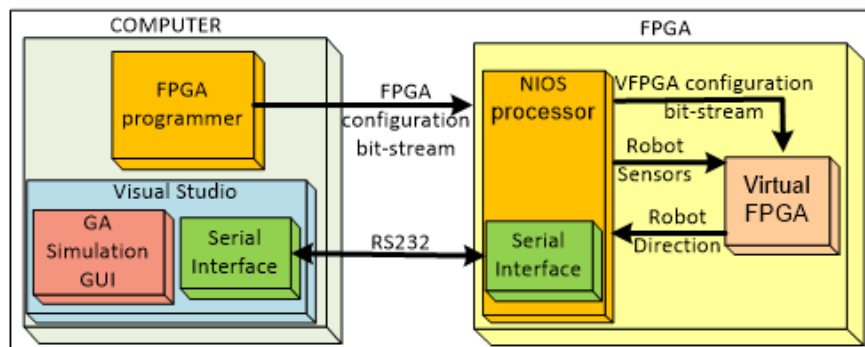 COMPUTER
FPGA
programmer
Visual Studio
GA
Simulation
GUI
Serial
Interface
FPGA
configuration
bit-stream
RS232
FPGA
NIOS
processor
Serial
Interface
VFPGA configuration
bit-stream
Robot
Sensors
Robot
Direction
Virtual
FPGA